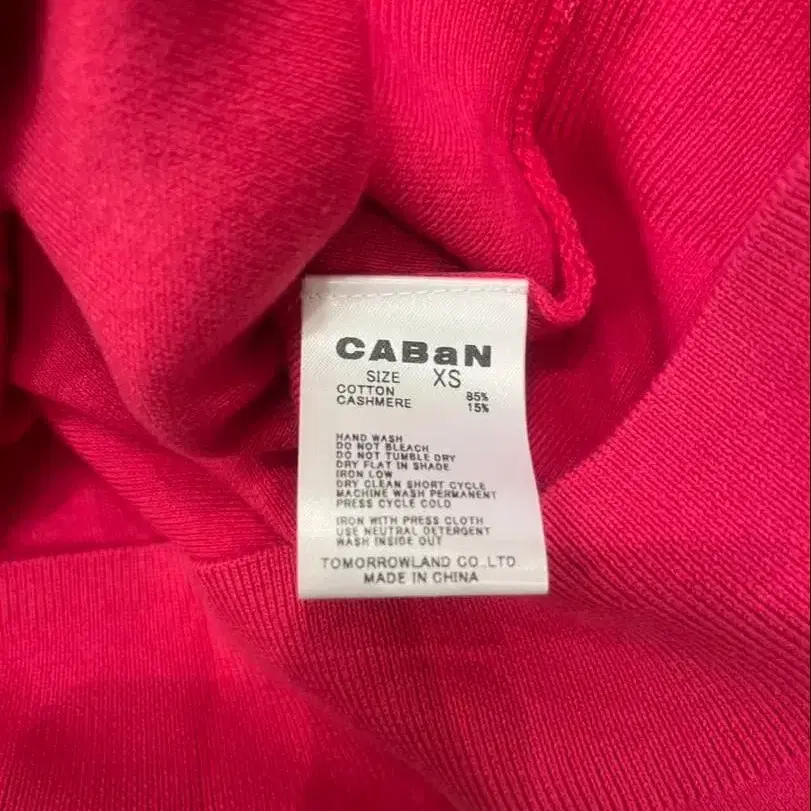 CABaN
SIZE XS
COTTON 85%
CASHMERE 15%
HAND WASH
DO NOT BLEACH
DO NOT TUMBLE DRY
DRY FLAT IN SHADE
IRON LOW
DRY CLEAN SHORT CYCLE
MACHINE WASH PERMANENT
PRESS CYCLE COLD
IRON WITH PRESS CLOTH
USE NEUTRAL DETERGENT
WASH INSIDE OUT
TOMORROWLAND CO.,LTD.
MADE IN CHINA